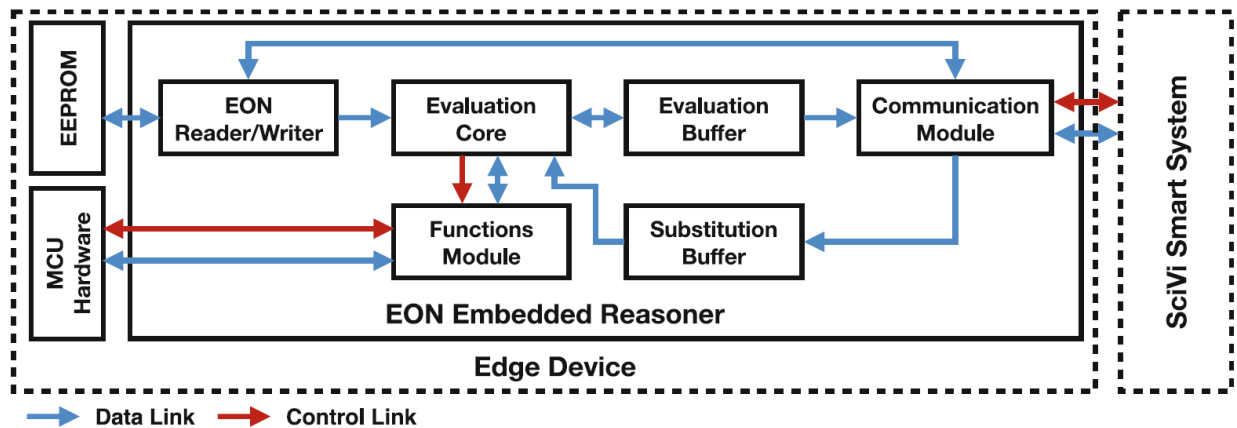 EEPROM
EON
Reader/Writer
Evaluation
Core
Evaluation
Buffer
Communication
Module
MCU
Hardware
Functions
Module
Substitution
Buffer
EON Embedded Reasoner
Edge Device
SciVi Smart System
Data Link
Control Link